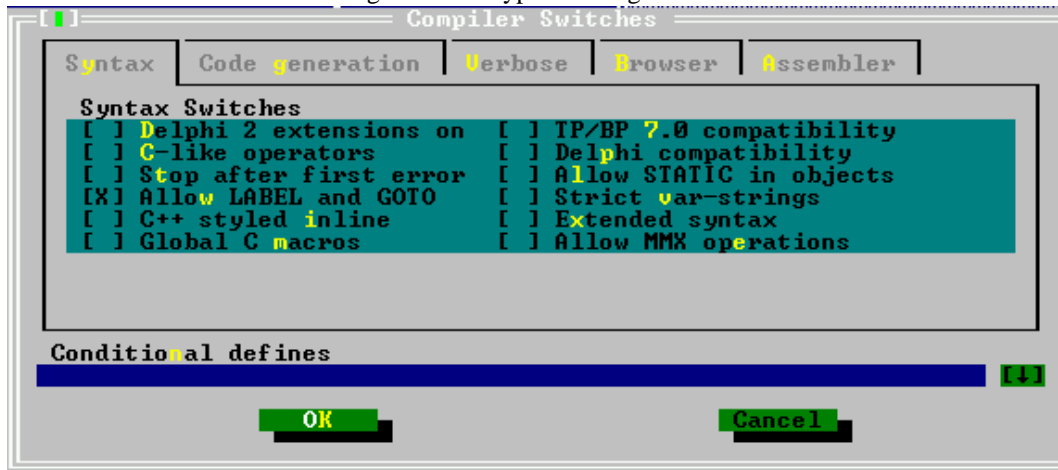 [ ] Compiler Switches
Syntax Code generation Verbose Browser Assembler
Syntax Switches
[ ] Delphi 2 extensions on [ ] TP/BP 7.0 compatibility
[ ] C-like operators [ ] Delphi compatibility
[ ] Stop after first error [ ] Allow STATIC in objects
[X] Allow LABEL and GOTO [ ] Strict var-strings
[ ] C++ styled inline [ ] Extended syntax
[ ] Global C macros [ ] Allow MMX operations
Conditional defines
[↓]
OK Cancel